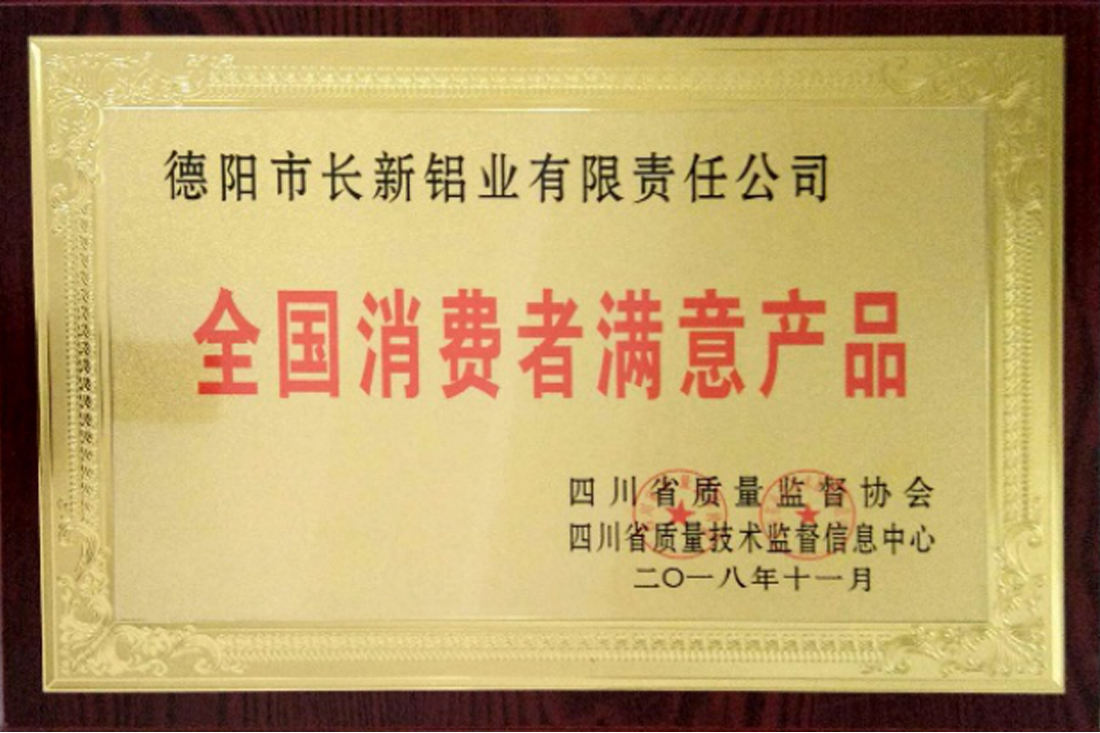 德阳市长新铝业有限责任公司
全国消费者满意产品
四川省质量监督协会
四川省质量技术监督信息中心
二〇一八年十一月